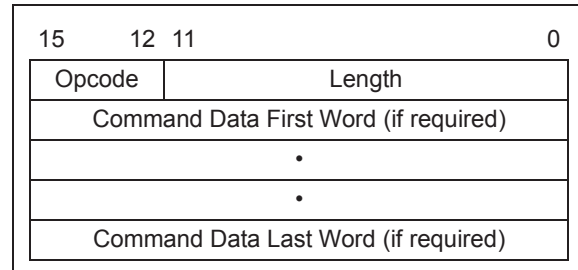 15 12 11 0
Opcode Length
Command Data First Word (if required)
•
•
Command Data Last Word (if required)